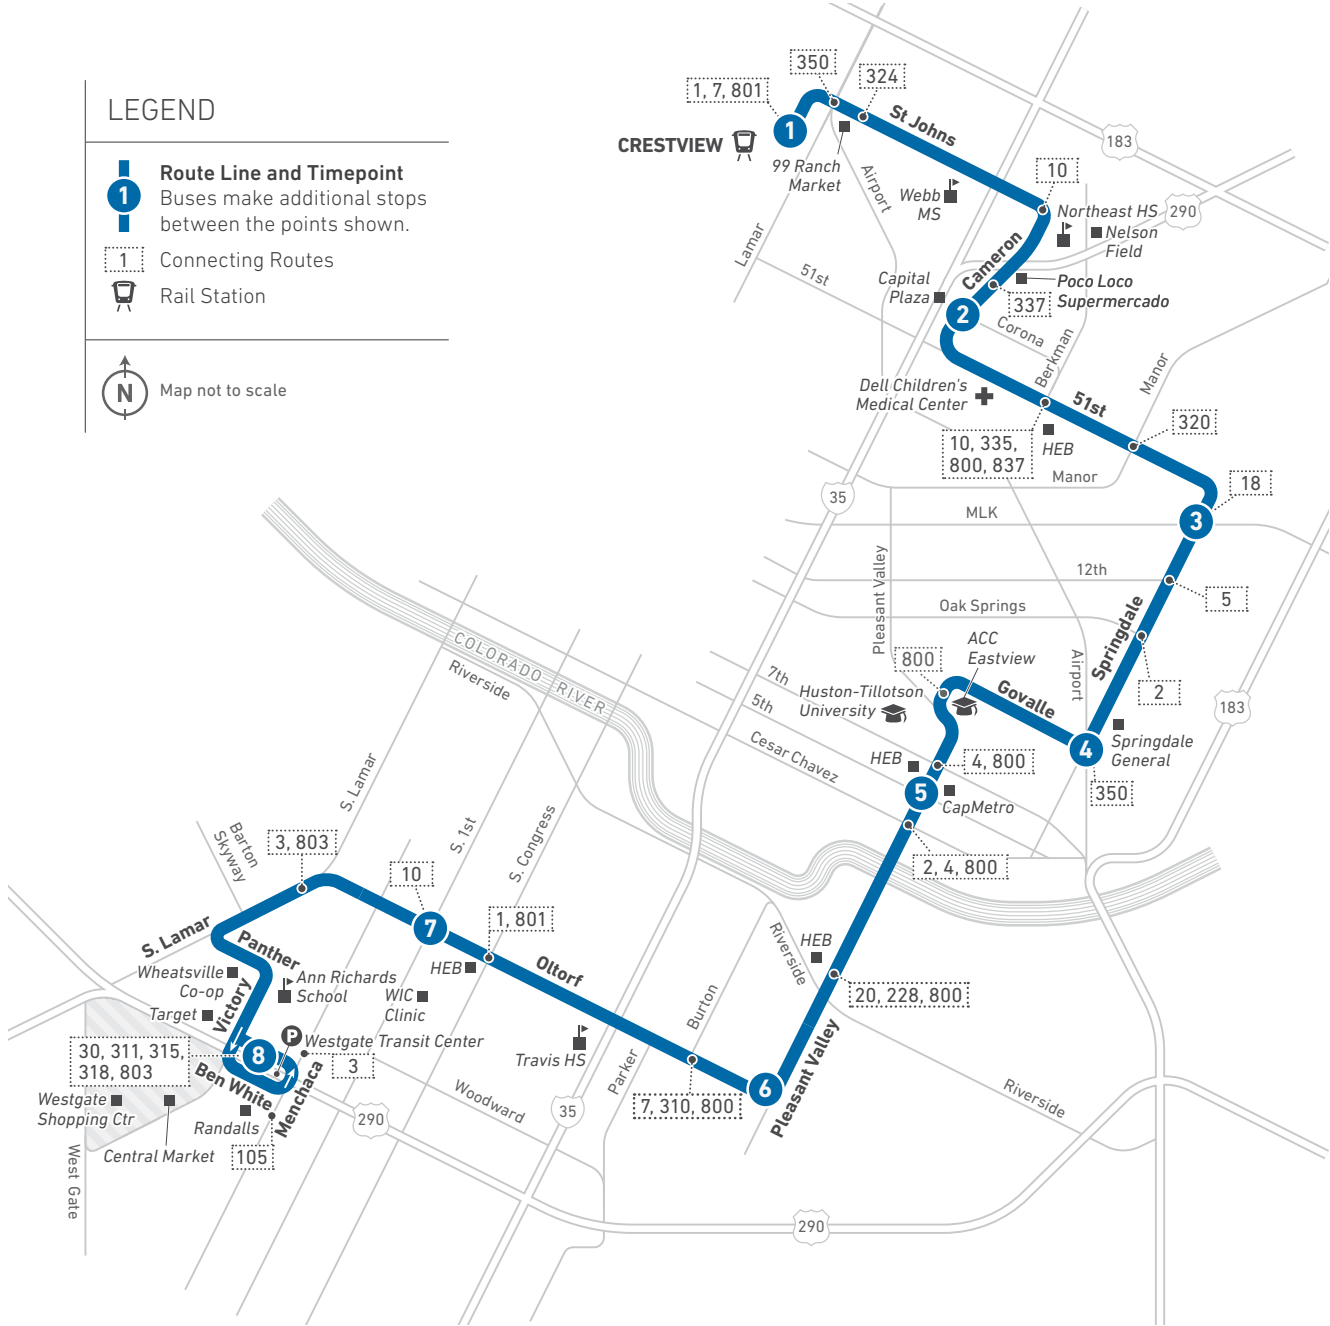 LEGEND
1
Route Line and Timepoint
Buses make additional stops
between the points shown.
1
Connecting Routes
Rail Station
N
Map not to scale
350
324
1, 7, 801
1
CRESTVIEW
St Johns
183
99 Ranch
Market
Airport
Webb
MS
10
Northeast HS
290
Nelson
Field
Lamar
51st
Cameron
Capital
Plaza
Poco Loco
Supermercado
337
2
Corona
Berkman
Manor
Dell Children's
Medical Center
51st
320
10, 335,
800, 837
HEB
Manor
18
35
MLK
3
Pleasant Valley
12th
5
Oak Springs
ACC
Eastview
Springdale
Airport
800
2
7th
Huston-Tillotson
University
Govalle
5th
183
Cesar Chavez
4
Springdale
General
HEB
4, 800
350
5
CapMetro
COLORADO RIVER
Riverside
S. Lamar
S. 1st
S. Congress
Barton
Skyway
3, 803
10
2, 4, 800
7
1, 801
S. Lamar
Panther
HEB
Oltorf
Riverside
HEB
Wheatsville
Co-op
Ann Richards
School
WIC
Clinic
20, 228, 800
Target
Victory
Burton
P
Westgate Transit Center
8
30, 311, 315,
318, 803
Travis HS
Parker
Pleasant Valley
3
Ben White
Menchaca
Woodward
6
Riverside
Westgate
Shopping Ctr
Randalls
290
35
7, 310, 800
Central Market
105
West Gate
290